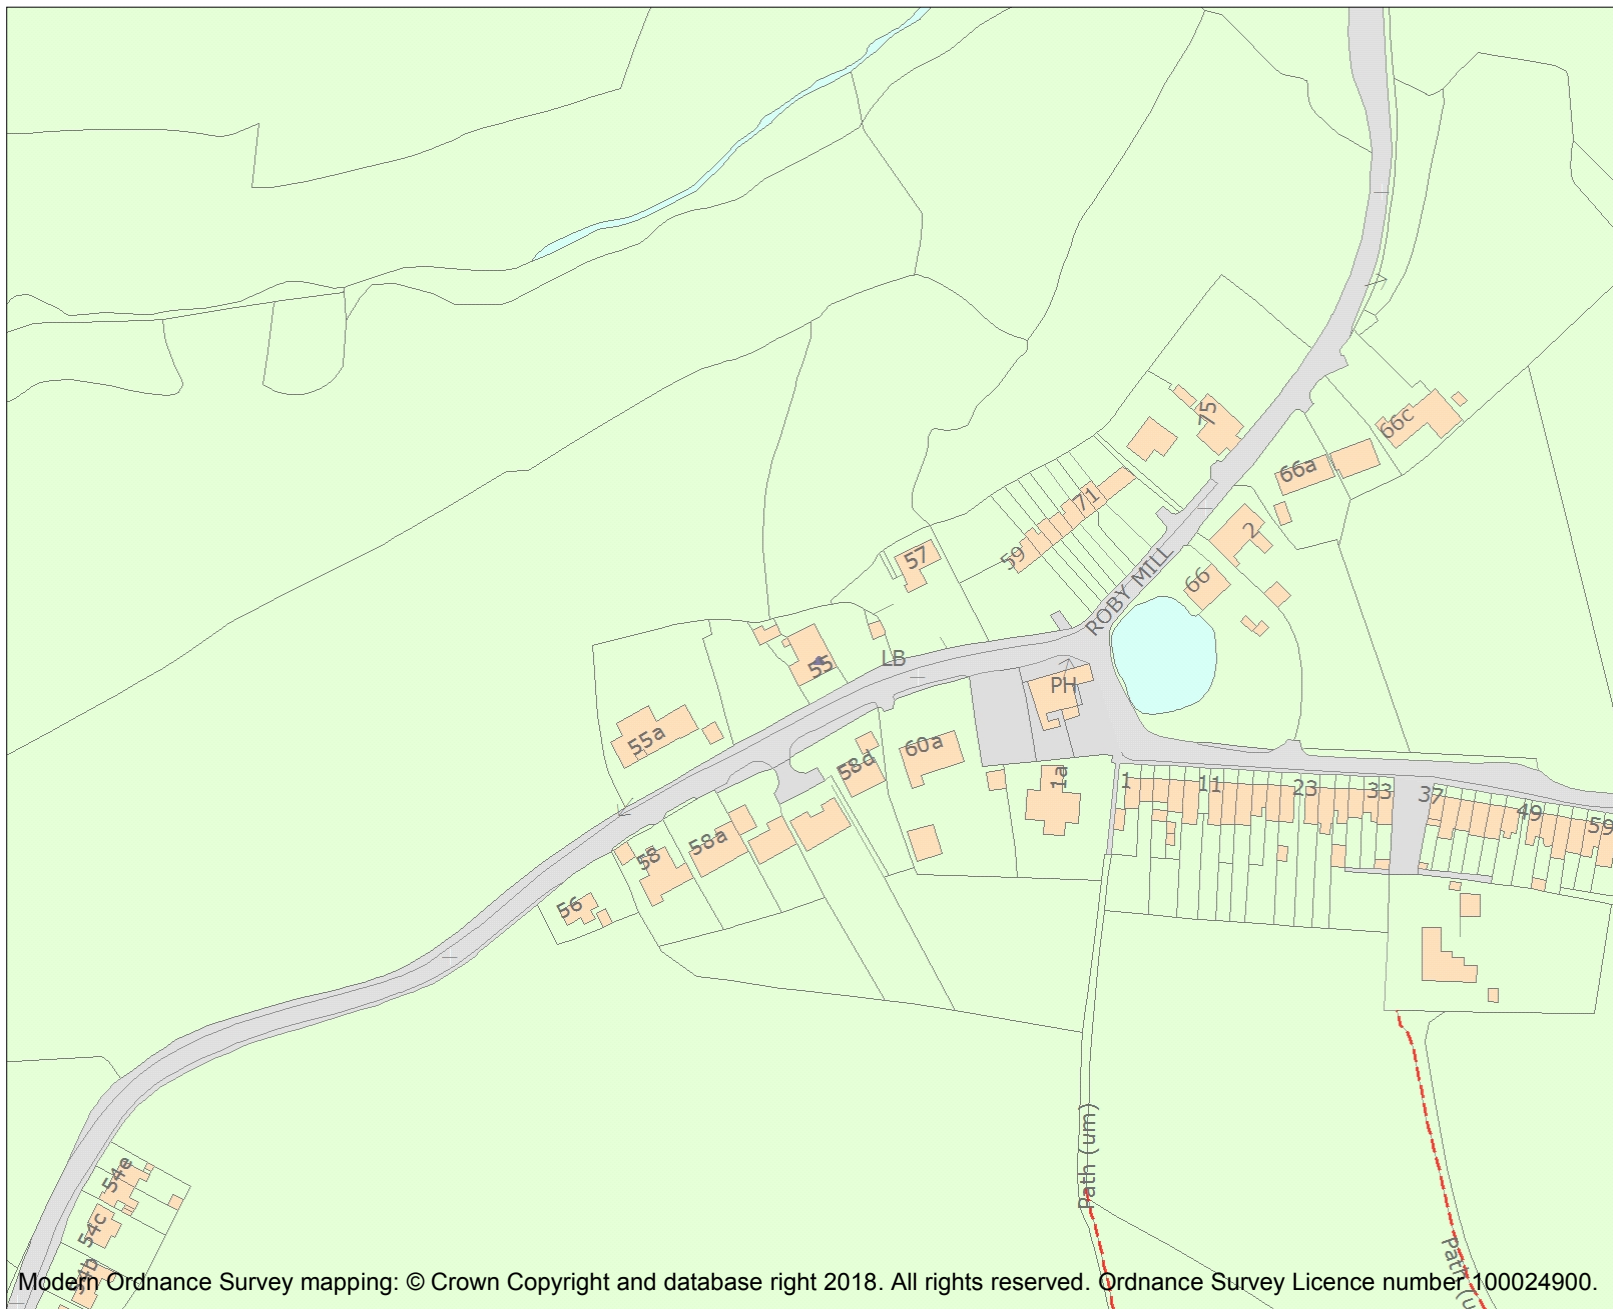 75
66c
66a
71
2
59
57
66
ROBY MILL
LB
55
PH
55a
60a
58d
1a
1
11
23
33
37
49
59
58a
58
56
Path (um)
54e
54c
54b
Path (u
Modern Ordnance Survey mapping: © Crown Copyright and database right 2018. All rights reserved. Ordnance Survey Licence number 100024900.